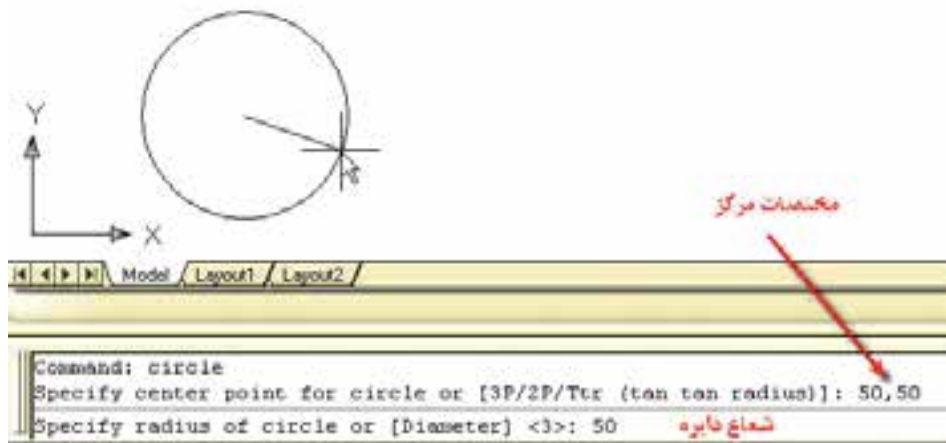 Y
X
مختصات مرکز
Model Layout1 Layout2
Command: circle
Specify center point for circle or [3P/2P/Ttr (tan tan radius)]: 50,50
Specify radius of circle or [Diameter] <3>: 50 شعاع دایره